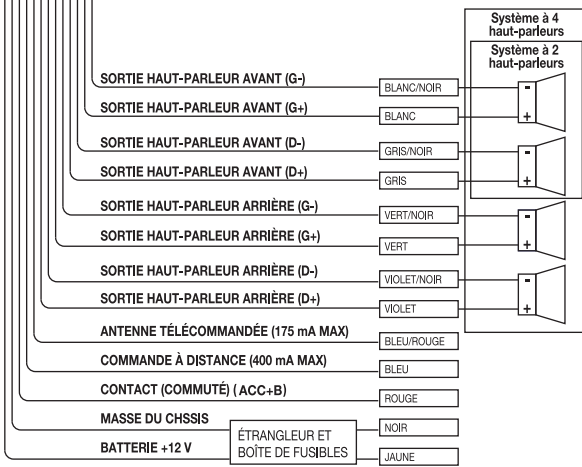 Système à 4
haut-parleurs
Système à 2
haut-parleurs
SORTIE HAUT-PARLEUR AVANT (G-)
BLANC/NOIR
-
SORTIE HAUT-PARLEUR AVANT (G+)
BLANC
+
SORTIE HAUT-PARLEUR AVANT (D-)
GRIS/NOIR
-
SORTIE HAUT-PARLEUR AVANT (D+)
GRIS
+
SORTIE HAUT-PARLEUR ARRIÈRE (G-)
VERT/NOIR
-
SORTIE HAUT-PARLEUR ARRIÈRE (G+)
VERT
+
SORTIE HAUT-PARLEUR ARRIÈRE (D-)
VIOLET/NOIR
-
SORTIE HAUT-PARLEUR ARRIÈRE (D+)
VIOLET
+
ANTENNE TÉLÉCOMMANDÉE (175 mA MAX)
BLEU/ROUGE
COMMANDE À DISTANCE (400 mA MAX)
BLEU
CONTACT (COMMUTÉ) (ACC+B)
ROUGE
MASSE DU CHSSIS
NOIR
ÉTRANGLEUR ET
BOÎTE DE FUSIBLES
BATTERIE +12 V
JAUNE